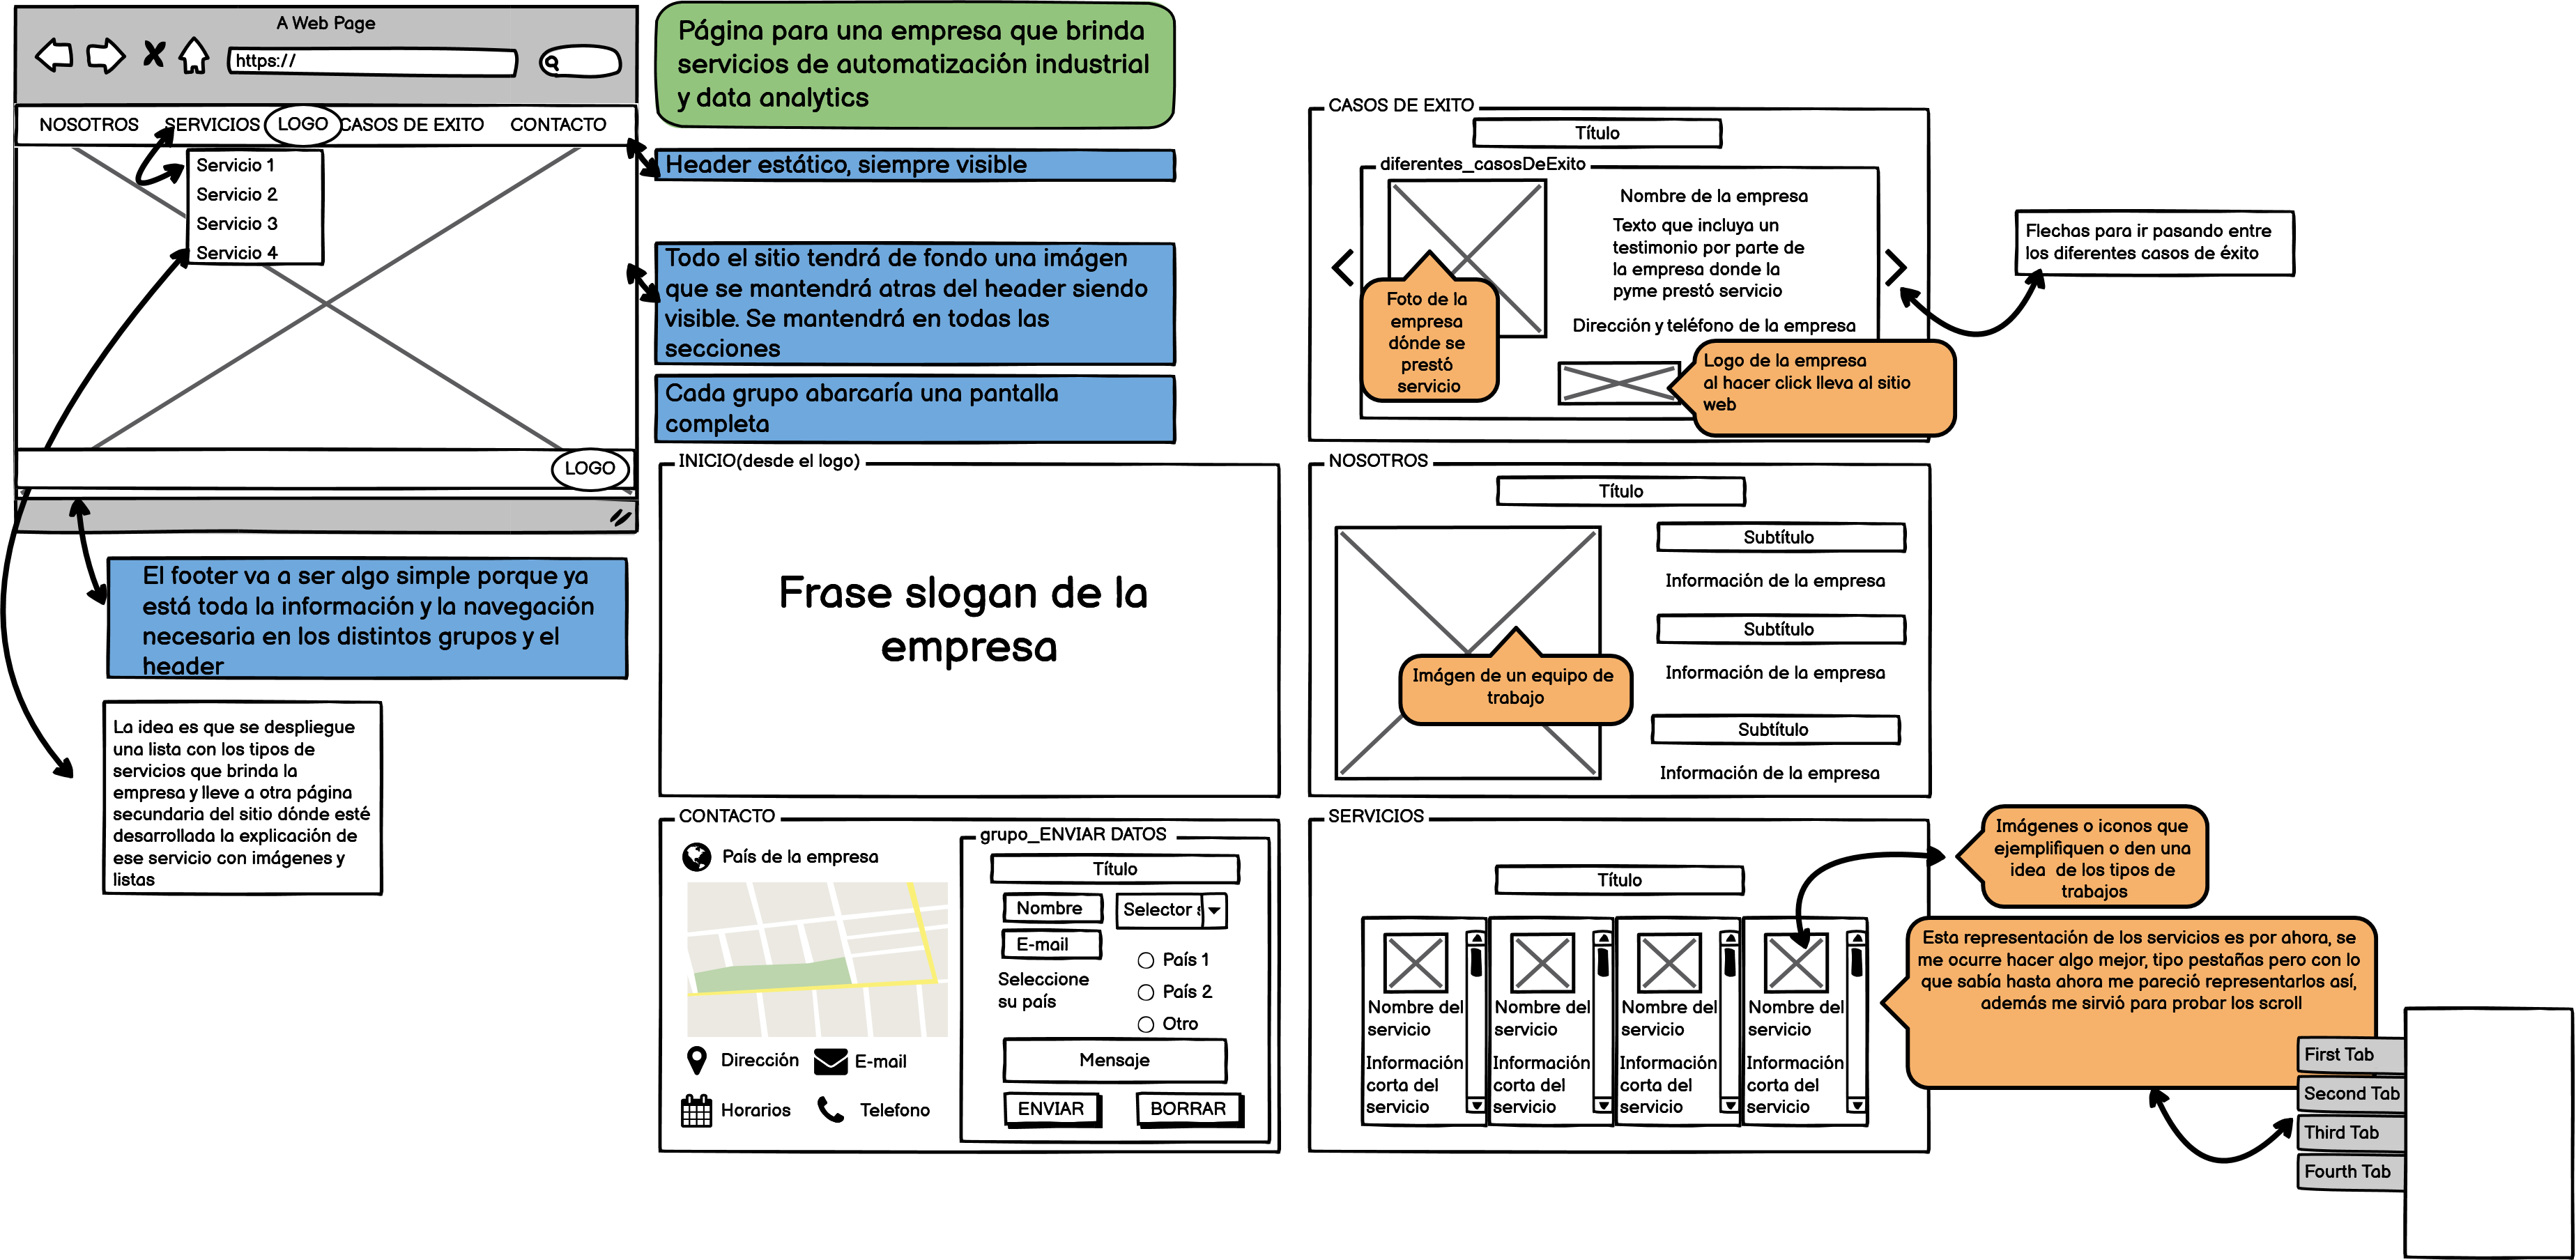 A Web Page
https://
NOSOTROS
SERVICIOS
LOGO
CASOS DE EXITO
CONTACTO
Servicio 1
Servicio 2
Servicio 3
Servicio 4
LOGO
Página para una empresa que brinda
servicios de automatización industrial
y data analytics
Header estático, siempre visible
Todo el sitio tendrá de fondo una imágen
que se mantendrá atras del header siendo
visible. Se mantendrá en todas las
secciones
Cada grupo abarcaría una pantalla
completa
El footer va a ser algo simple porque ya
está toda la información y la navegación
necesaria en los distintos grupos y el
header
La idea es que se despliegue
una lista con los tipos de
servicios que brinda la
empresa y lleve a otra página
secundaria del sitio dónde esté
desarrollada la explicación de
ese servicio con imágenes y
listas
INICIO(desde el logo)
Frase slogan de la
empresa
CONTACTO
País de la empresa
Dirección
E-mail
Horarios
Telefono
grupo_ENVIAR DATOS
Título
Nombre
Selector s
E-mail
Seleccione
su país
País 1
País 2
Otro
Mensaje
ENVIAR
BORRAR
CASOS DE EXITO
Título
diferentes_casosDeExito
Nombre de la empresa
Texto que incluya un
testimonio por parte de
la empresa donde la
pyme prestó servicio
Dirección y teléfono de la empresa
Foto de la
empresa
dónde se
prestó
servicio
Logo de la empresa
al hacer click lleva al sitio
web
Flechas para ir pasando entre
los diferentes casos de éxito
NOSOTROS
Título
Subtítulo
Información de la empresa
Subtítulo
Información de la empresa
Subtítulo
Información de la empresa
Imágen de un equipo de
trabajo
SERVICIOS
Título
Nombre del
servicio
Información
corta del
servicio
Nombre del
servicio
Información
corta del
servicio
Nombre del
servicio
Información
corta del
servicio
Nombre del
servicio
Información
corta del
servicio
Imágenes o iconos que
ejemplifiquen o den una
idea de los tipos de
trabajos
Esta representación de los servicios es por ahora, se
me ocurre hacer algo mejor, tipo pestañas pero con lo
que sabía hasta ahora me pareció representarlos así,
además me sirvió para probar los scroll
First Tab
Second Tab
Third Tab
Fourth Tab